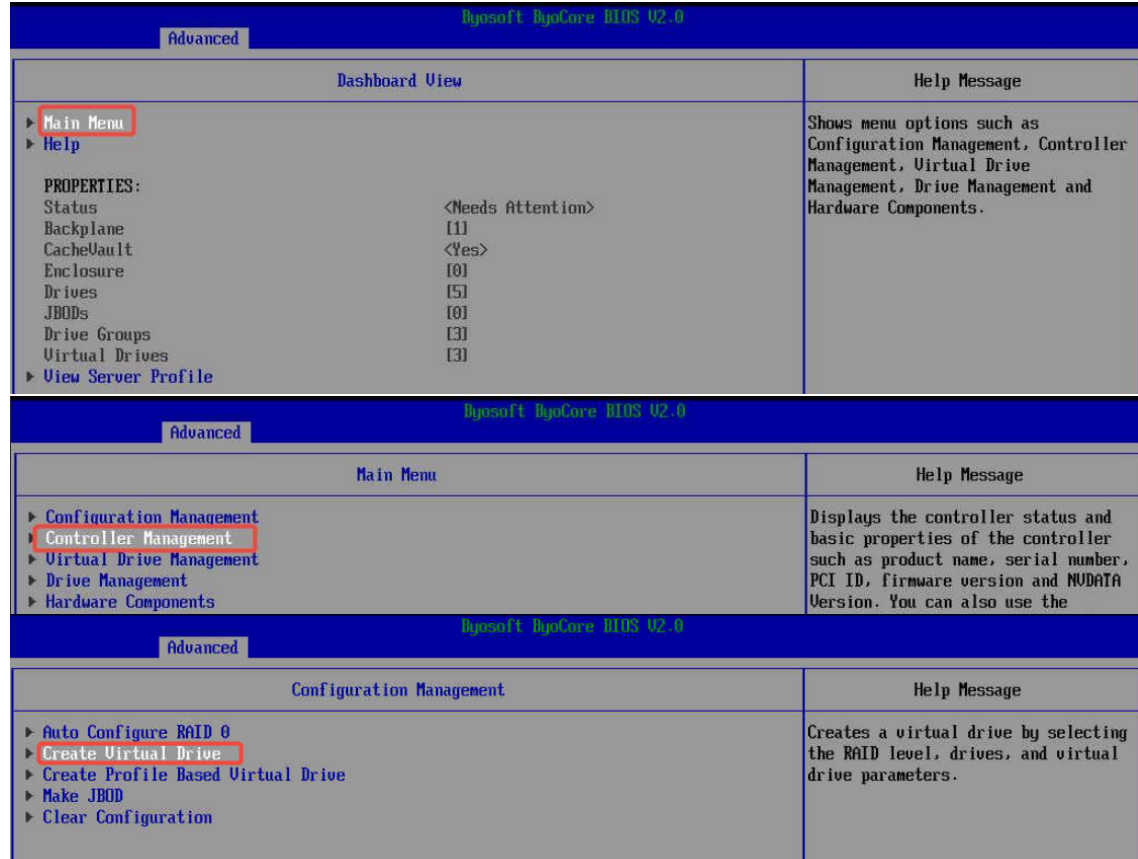 Byosoft ByoCore BIOS V2.0
Advanced
Dashboard View
Help Message
Main Menu
Help
PROPERTIES:
Status <Needs Attention>
Backplane [1]
CacheVault <Yes>
Enclosure [0]
Drives [5]
JBODs [0]
Drive Groups [3]
Virtual Drives [3]
View Server Profile
Shows menu options such as
Configuration Management, Controller
Management, Virtual Drive
Management, Drive Management and
Hardware Components.
Byosoft ByoCore BIOS V2.0
Advanced
Main Menu
Help Message
Configuration Management
Controller Management
Virtual Drive Management
Drive Management
Hardware Components
Displays the controller status and
basic properties of the controller
such as product name, serial number,
PCI ID, firmware version and NVDATA
Version. You can also use the
Byosoft ByoCore BIOS V2.0
Advanced
Configuration Management
Help Message
Auto Configure RAID 0
Create Virtual Drive
Create Profile Based Virtual Drive
Make JBOD
Clear Configuration
Creates a virtual drive by selecting
the RAID level, drives, and virtual
drive parameters.